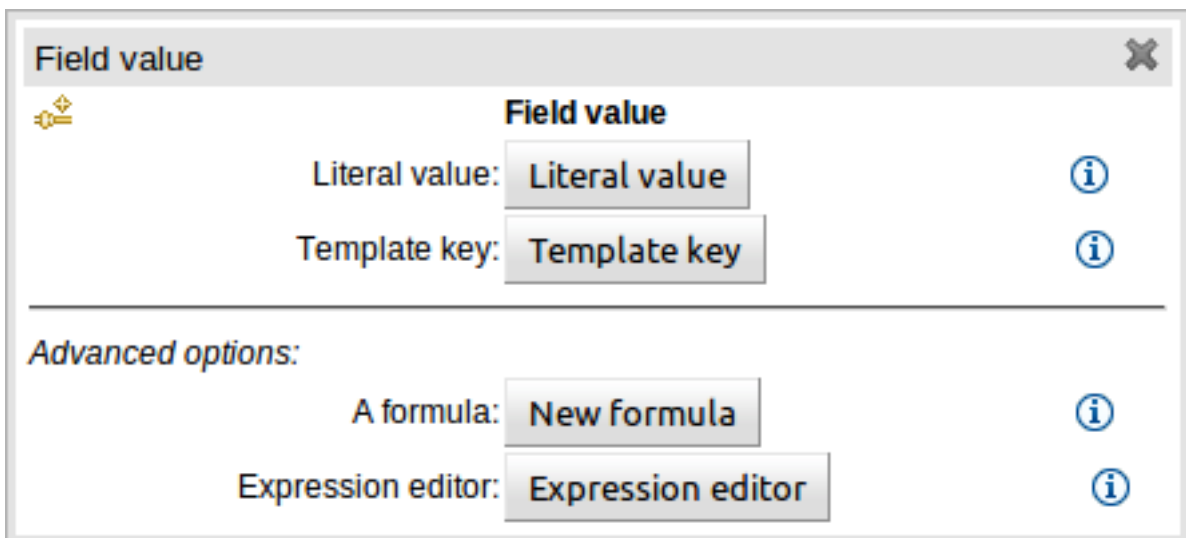 Field value
Field value
Literal value: Literal value
Template key: Template key
Advanced options:
A formula: New formula
Expression editor: Expression editor